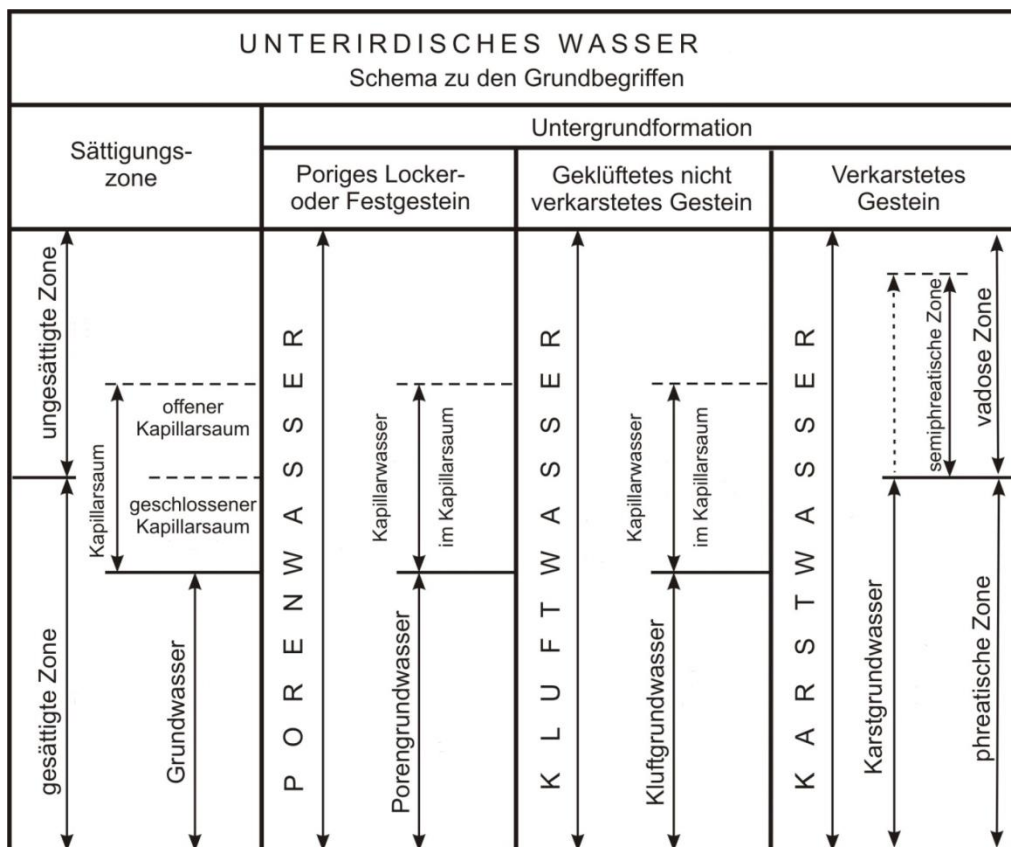 UNTERIRDISCHES WASSER
Schema zu den Grundbegriffen
Sättigungs-
zone
Untergrundformation
Poriges Locker-
oder Festgestein
Geklüftetes nicht
verkarstetes Gestein
Verkarstetes
Gestein
ungesättigte Zone
gesättigte Zone
Kapillarsaum
offener
Kapillarsaum
geschlossener
Kapillarsaum
Grundwasser
PORENWASSER
Kapillarwasser
im Kapillarsaum
Porengrundwasser
KLUFTWASSER
Kapillarwasser
im Kapillarsaum
Kluftgrundwasser
KARSTWASSER
Karstgrundwasser
semiphreatische Zone
vadose Zone
phreatische Zone